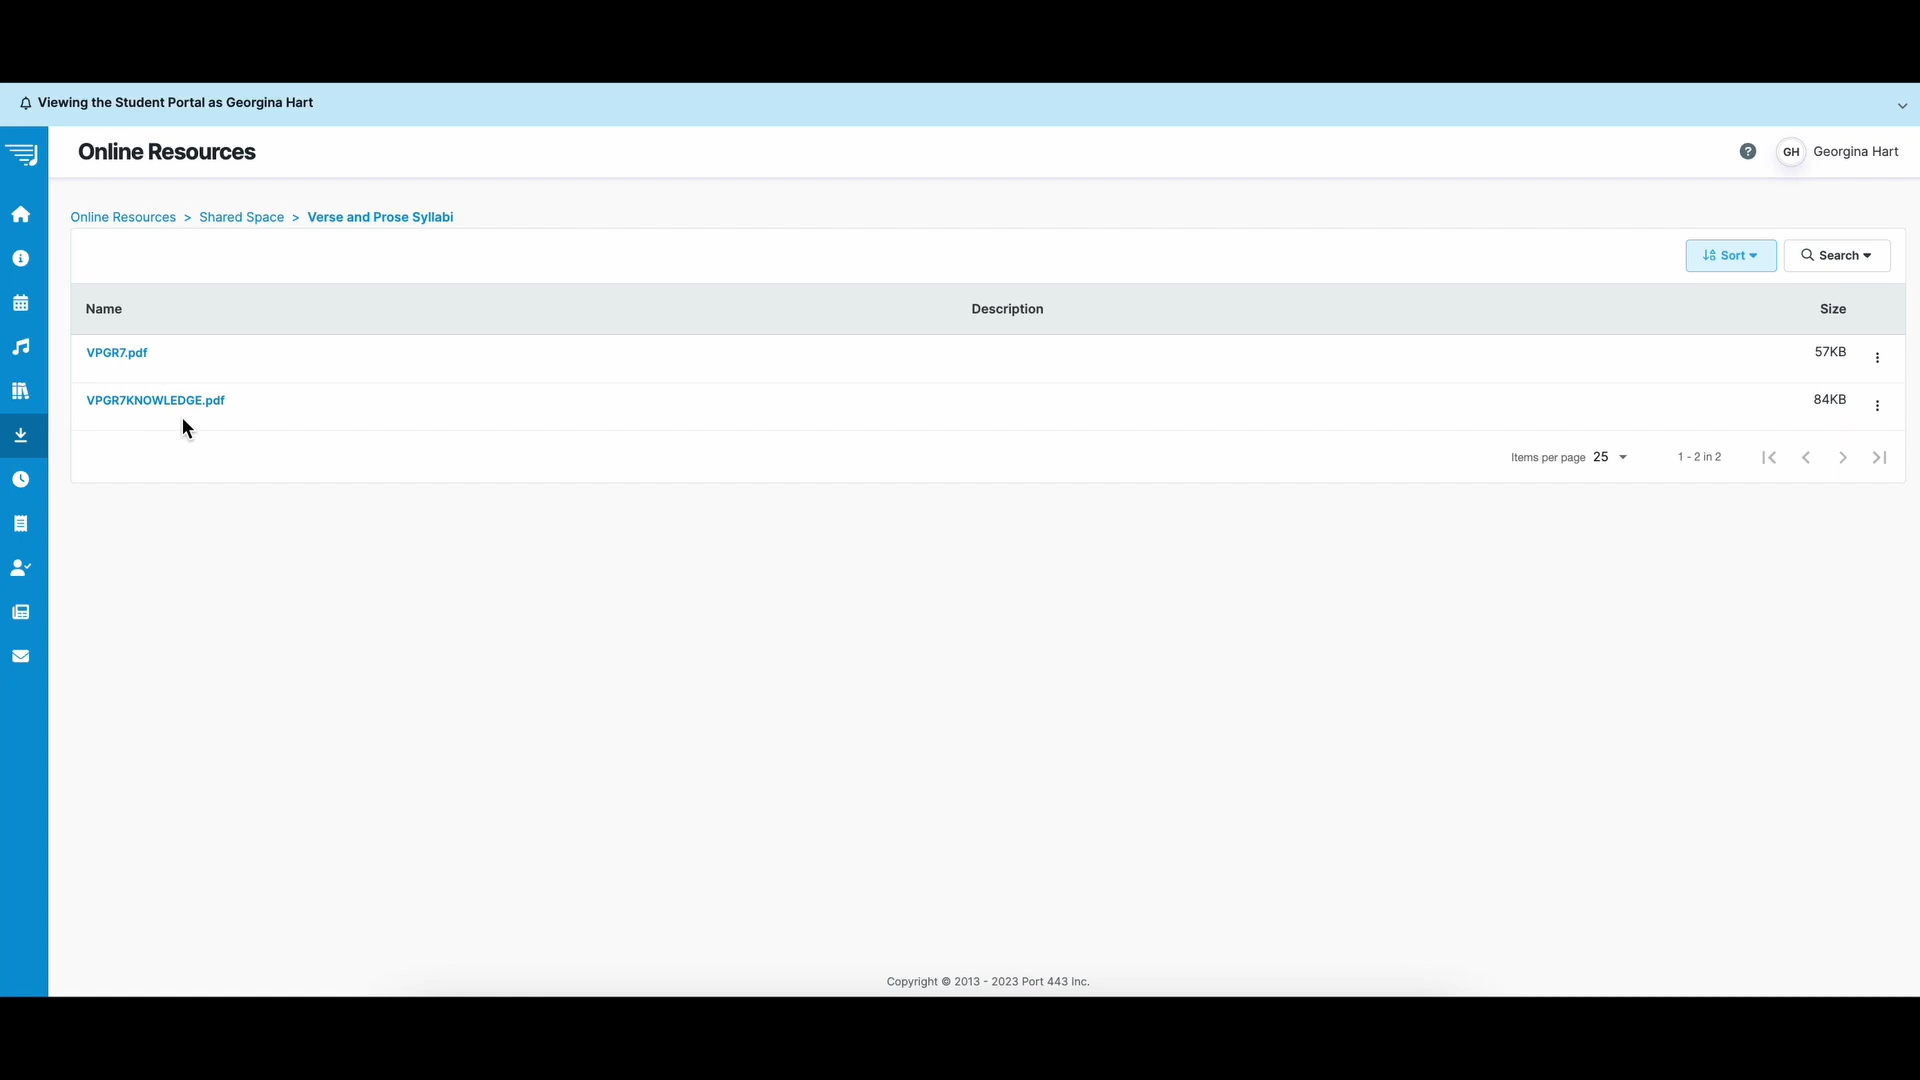 Viewing the Student Portal as Georgina Hart
Online Resources
? GH Georgina Hart
Online Resources > Shared Space > Verse and Prose Syllabi
Sort Search
Name Description Size
VPGR7.pdf 57KB
VPGR7KNOWLEDGE.pdf 84KB
Items per page 25 1 - 2 in 2
Copyright © 2013 - 2023 Port 443 Inc.